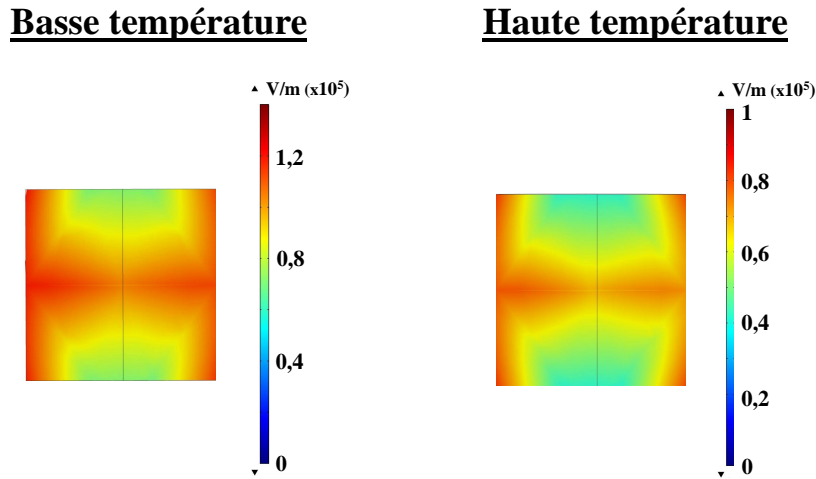 Basse température
Haute température
V/m (x10⁵)
1,2
0,8
0,4
0
V/m (x10⁵)
1
0,8
0,6
0,4
0,2
0